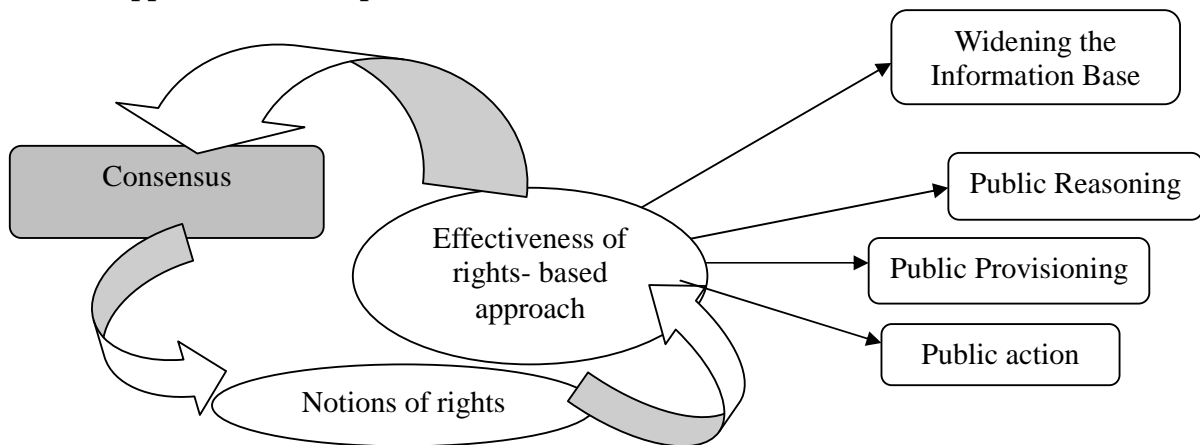 Widening the
Information Base
Consensus
Public Reasoning
Effectiveness of
rights- based
approach
Public Provisioning
Public action
Notions of rights